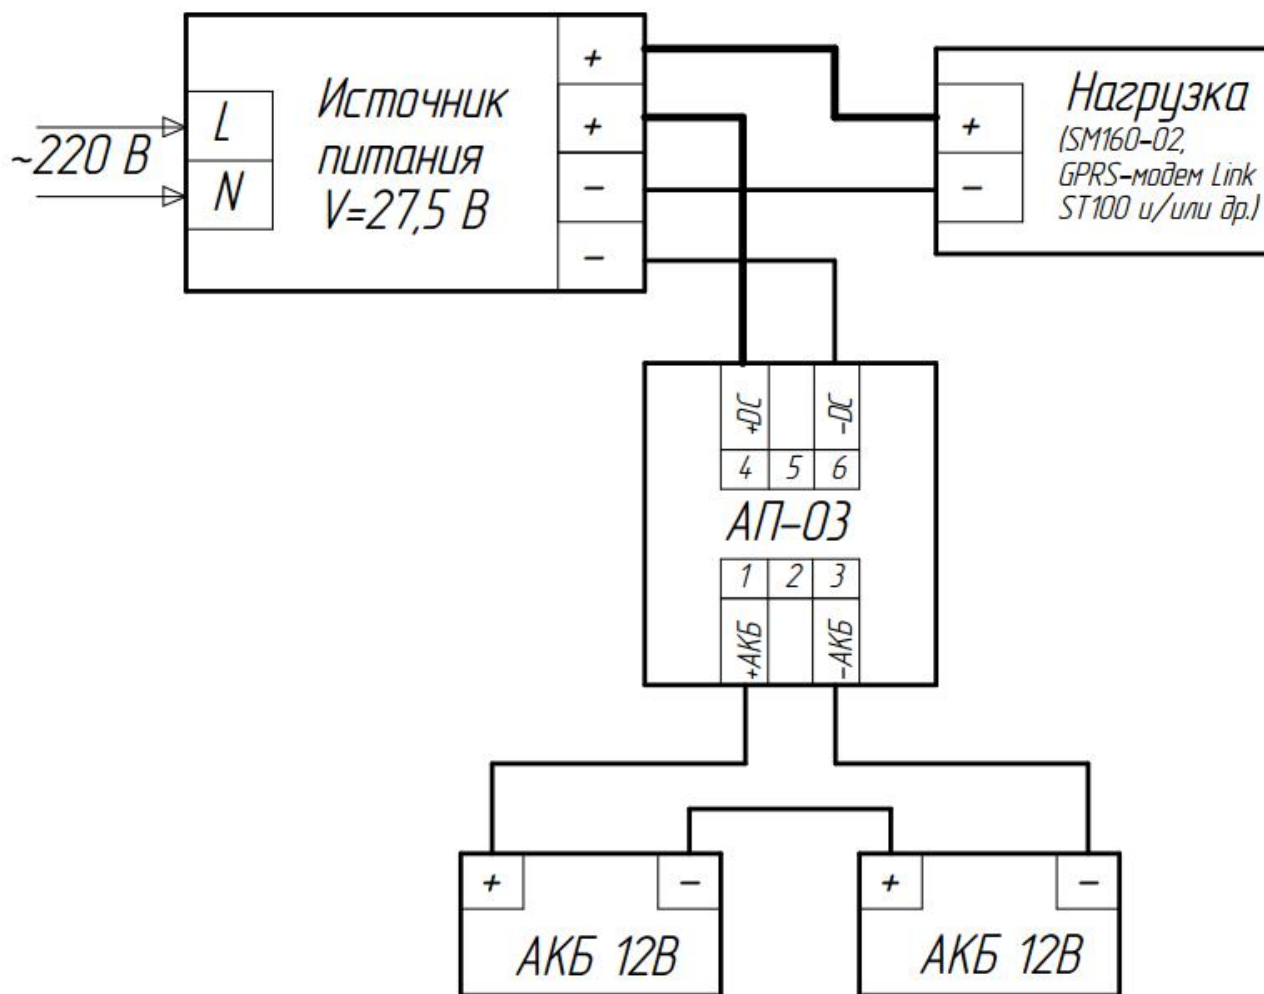 ~220 В
L
N
Источник
питания
V=27,5 В
+
+
−
−
+
−
Нагрузка
(SM160-02,
GPRS-модем Link
ST100 и/или др.)
+DC
-DC
4 5 6
АП-03
1 2 3
+АКБ
-АКБ
+ −
АКБ 12В
+ −
АКБ 12В